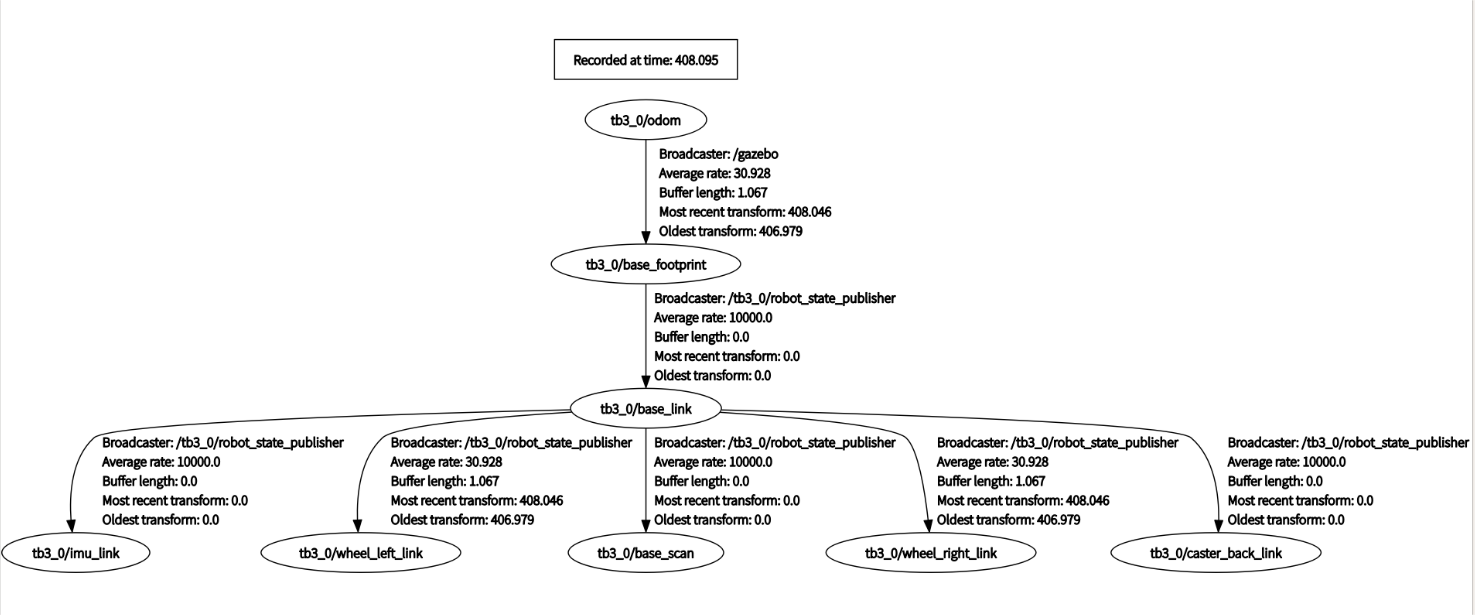 Recorded at time: 408.095
tb3_0/odom
Broadcaster: /gazebo
Average rate: 30.928
Buffer length: 1.067
Most recent transform: 408.046
Oldest transform: 406.979
tb3_0/base_footprint
Broadcaster: /tb3_0/robot_state_publisher
Average rate: 10000.0
Buffer length: 0.0
Most recent transform: 0.0
Oldest transform: 0.0
tb3_0/base_link
Broadcaster: /tb3_0/robot_state_publisher
Average rate: 10000.0
Buffer length: 0.0
Most recent transform: 0.0
Oldest transform: 0.0
Broadcaster: /tb3_0/robot_state_publisher
Average rate: 30.928
Buffer length: 1.067
Most recent transform: 408.046
Oldest transform: 406.979
Broadcaster: /tb3_0/robot_state_publisher
Average rate: 10000.0
Buffer length: 0.0
Most recent transform: 0.0
Oldest transform: 0.0
Broadcaster: /tb3_0/robot_state_publisher
Average rate: 30.928
Buffer length: 1.067
Most recent transform: 408.046
Oldest transform: 406.979
Broadcaster: /tb3_0/robot_state_publisher
Average rate: 10000.0
Buffer length: 0.0
Most recent transform: 0.0
Oldest transform: 0.0
tb3_0/imu_link
tb3_0/wheel_left_link
tb3_0/base_scan
tb3_0/wheel_right_link
tb3_0/caster_back_link